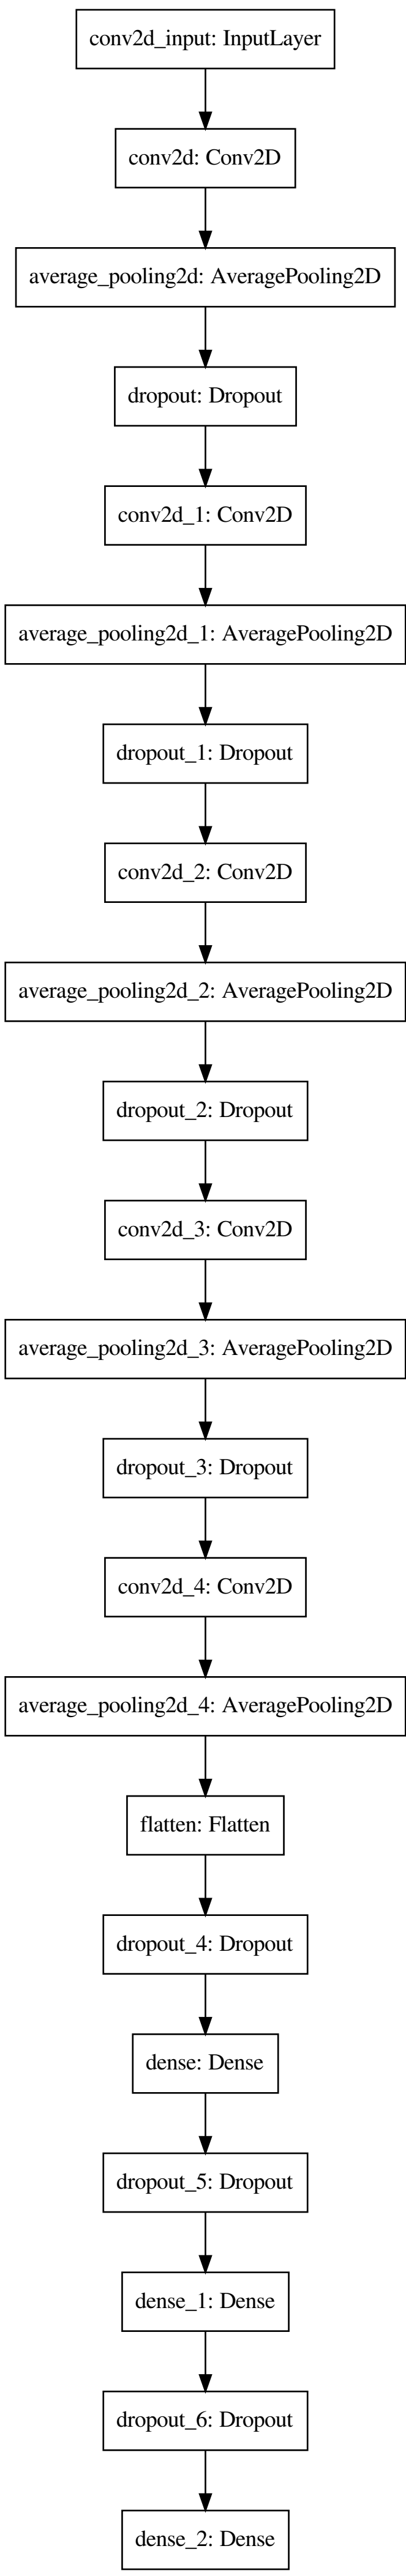 conv2d_input: InputLayer
conv2d: Conv2D
average_pooling2d: AveragePooling2D
dropout: Dropout
conv2d_1: Conv2D
average_pooling2d_1: AveragePooling2D
dropout_1: Dropout
conv2d_2: Conv2D
average_pooling2d_2: AveragePooling2D
dropout_2: Dropout
conv2d_3: Conv2D
average_pooling2d_3: AveragePooling2D
dropout_3: Dropout
conv2d_4: Conv2D
average_pooling2d_4: AveragePooling2D
flatten: Flatten
dropout_4: Dropout
dense: Dense
dropout_5: Dropout
dense_1: Dense
dropout_6: Dropout
dense_2: Dense